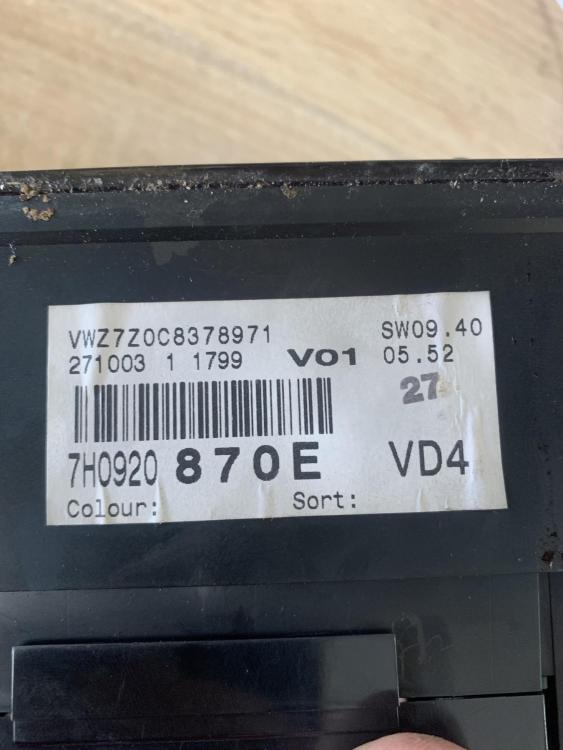 VWZ7Z0C8378971 SW09.40
271003 1 1799 V01 05.52
27
7H0920 870E VD4
Colour: Sort: